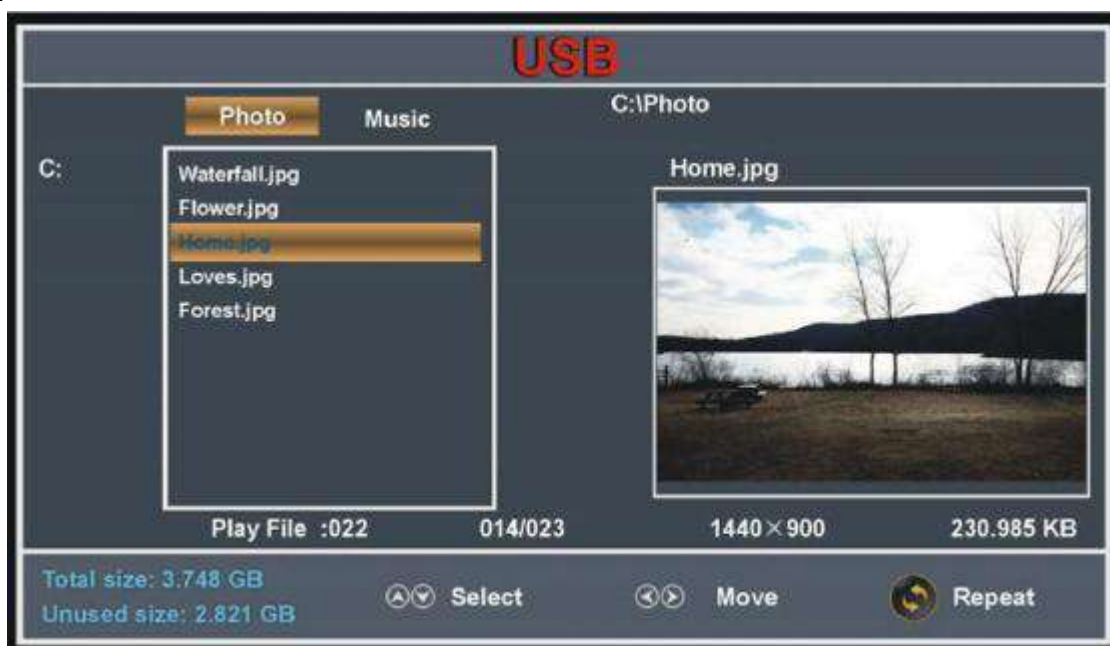 USB
Photo Music C:\Photo
C: Home.jpg
Waterfall.jpg
Flower.jpg
Home.jpg
Loves.jpg
Forest.jpg
Play File :022 014/023 1440×900 230.985 KB
Total size: 3.748 GB
Unused size: 2.821 GB
Select Move Repeat